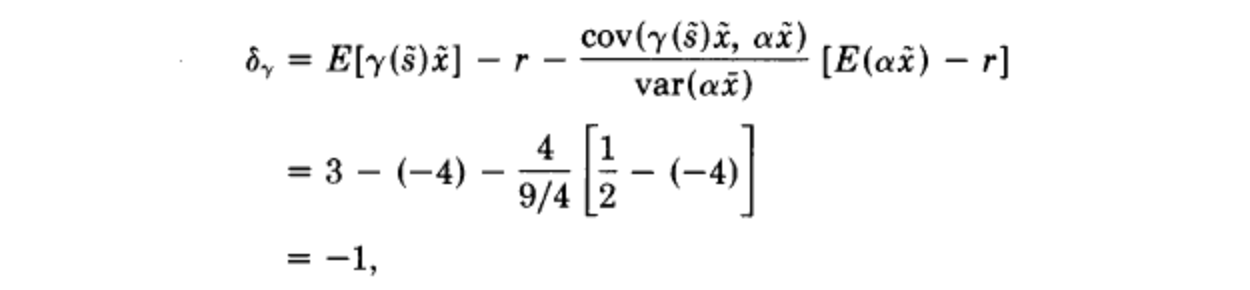 δ_γ = E[γ(s̃)x̃] − r − cov(γ(s̃)x̃, αx̃) / var(αx̄) [E(αx̃) − r]
= 3 − (−4) − 4 / 9/4 [1/2 − (−4)]
= −1,